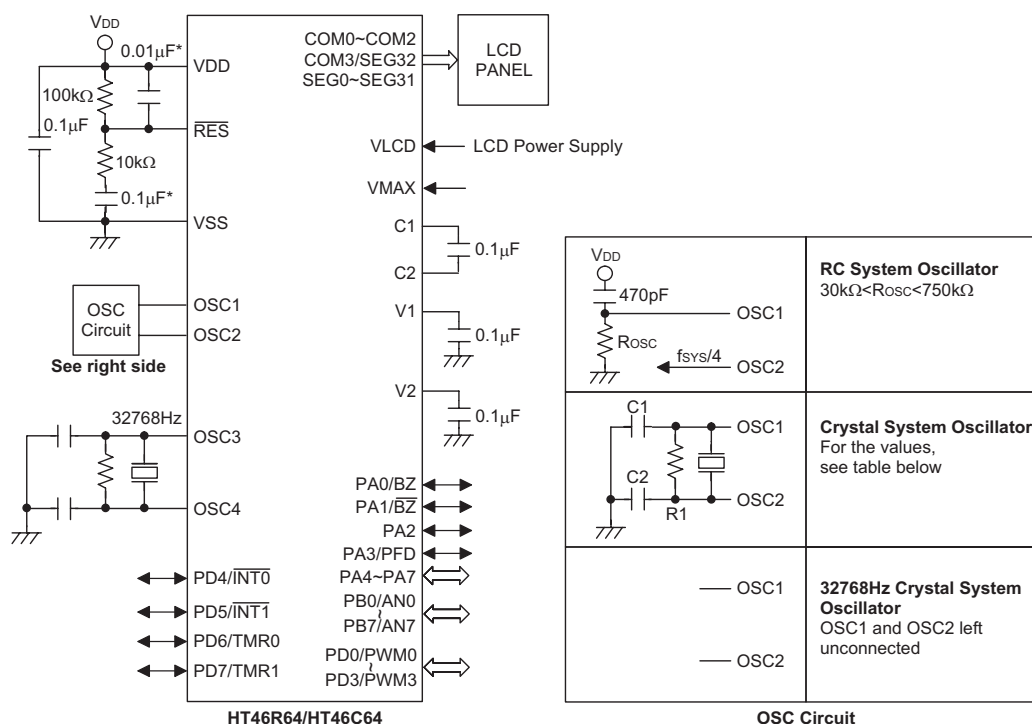 VDD
0.01μF*
VDD
100kΩ
0.1μF
RES
10kΩ
0.1μF*
VSS
OSC
Circuit
See right side
OSC1
OSC2
32768Hz
OSC3
OSC4
PD4/INT0
PD5/INT1
PD6/TMR0
PD7/TMR1
COM0~COM2
COM3/SEG32
SEG0~SEG31
LCD
PANEL
VLCD
LCD Power Supply
VMAX
C1
0.1μF
C2
V1
0.1μF
V2
0.1μF
PA0/BZ
PA1/BZ
PA2
PA3/PFD
PA4~PA7
PB0/AN0
~
PB7/AN7
PD0/PWM0
~
PD3/PWM3
HT46R64/HT46C64
VDD
470pF
OSC1
ROSC
fSYS/4
OSC2
RC System Oscillator
30kΩ<ROSC<750kΩ
C1
OSC1
C2
OSC2
R1
Crystal System Oscillator
For the values,
see table below
OSC1
OSC2
32768Hz Crystal System
Oscillator
OSC1 and OSC2 left
unconnected
OSC Circuit